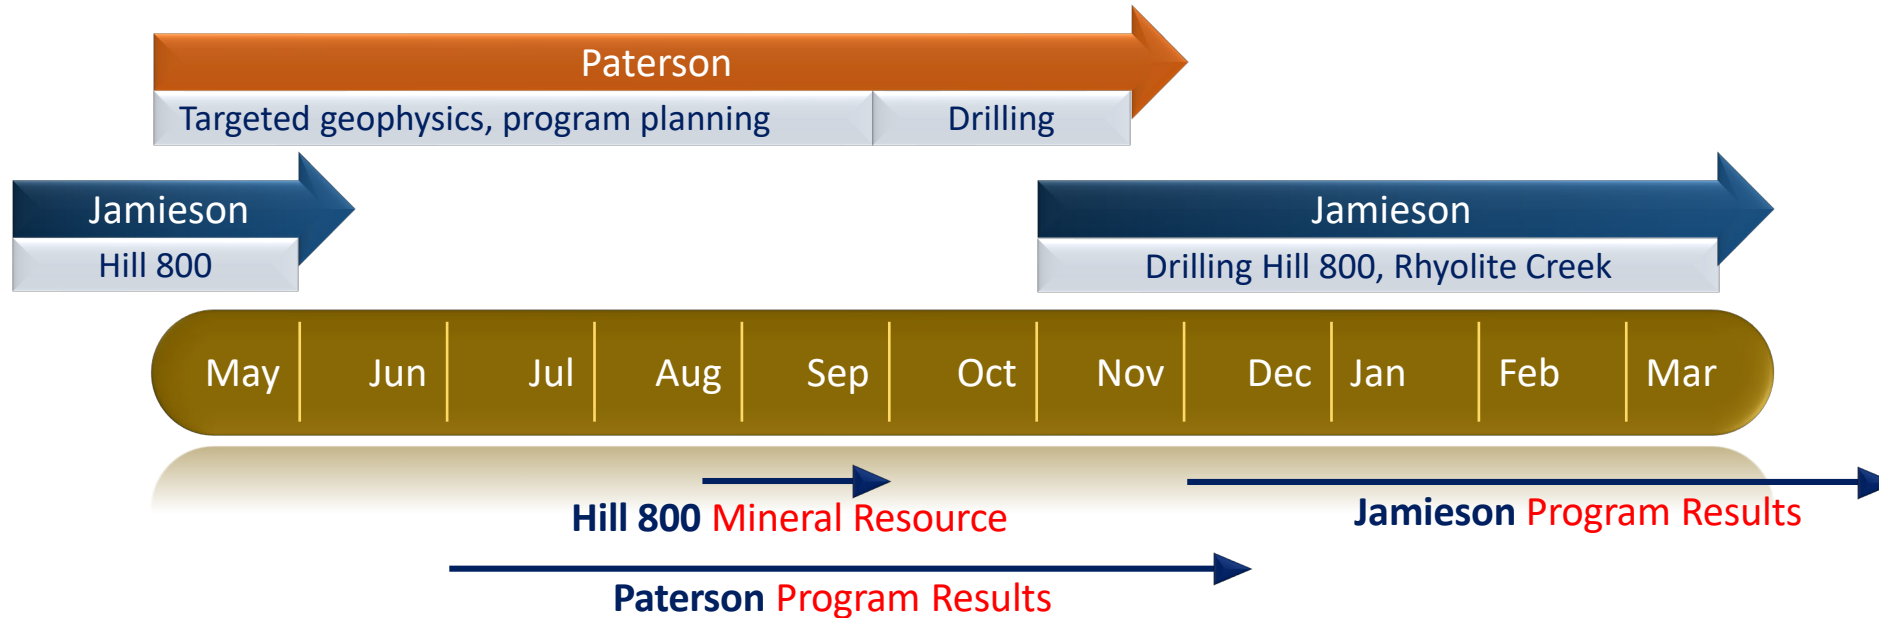 Paterson
Targeted geophysics, program planning
Drilling
Jamieson
Hill 800
Jamieson
Drilling Hill 800, Rhyolite Creek
May Jun Jul Aug Sep Oct Nov Dec Jan Feb Mar
Hill 800 Mineral Resource
Jamieson Program Results
Paterson Program Results